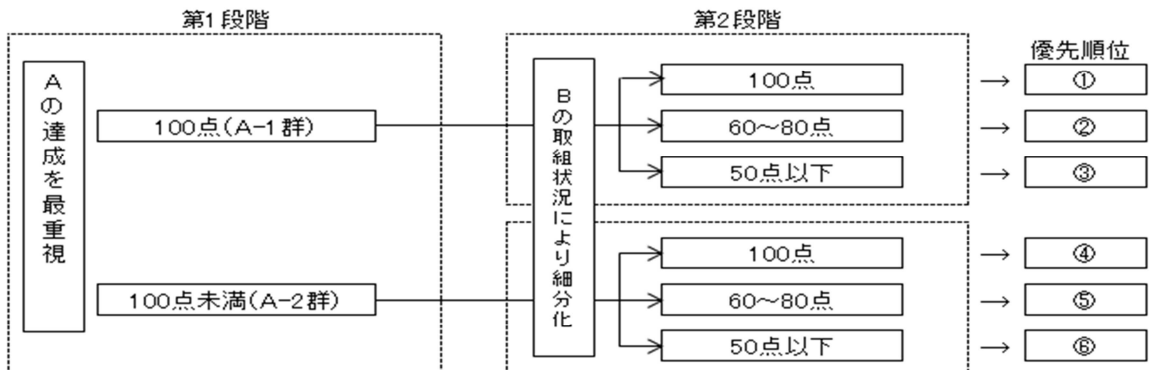 第1段階
第2段階
優先順位
Aの達成を最重視
100点(A-1群)
100点未満(A-2群)
Bの取組状況により細分化
100点
→
①
60~80点
→
②
50点以下
→
③
100点
→
④
60~80点
→
⑤
50点以下
→
⑥